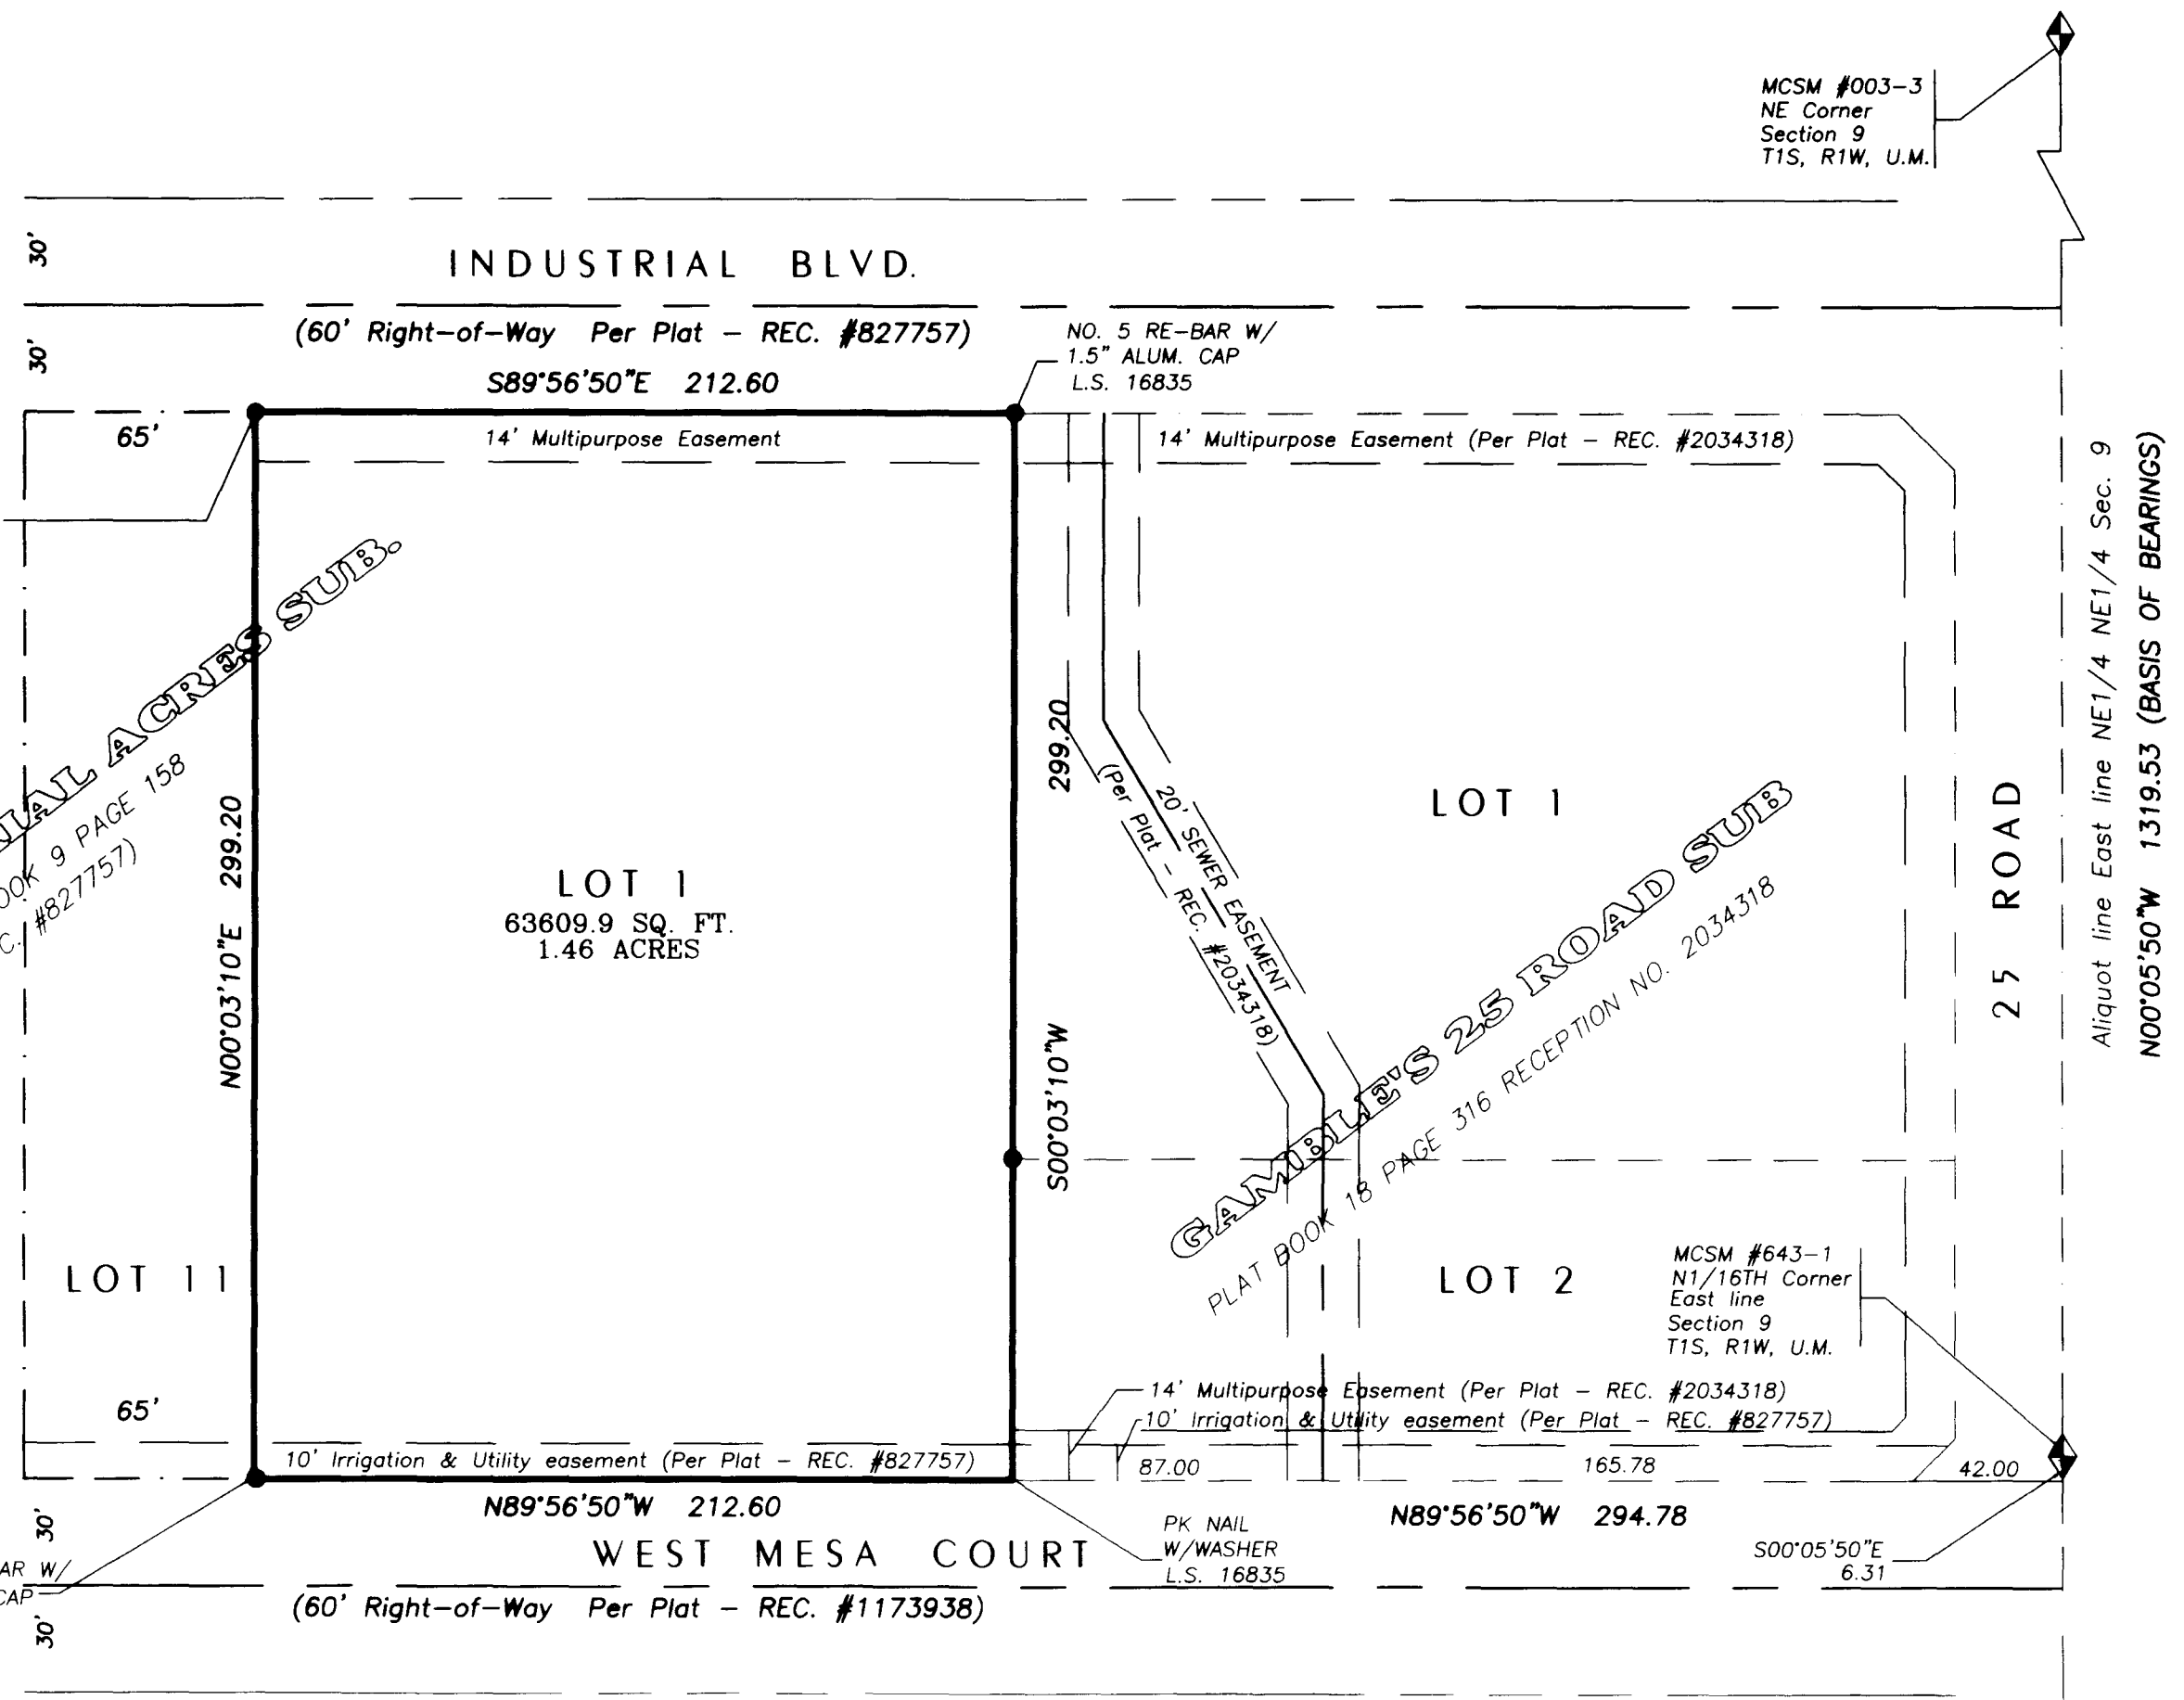 MCSM #003-3
NE Corner
Section 9
T1S, R1W, U.M.
30'
INDUSTRIAL BLVD.
30'
(60' Right-of-Way Per Plat - REC. #827757)
NO. 5 RE-BAR W/
1.5" ALUM. CAP
L.S. 16835
S89°56'50"E 212.60
65'
14' Multipurpose Easement
14' Multipurpose Easement (Per Plat - REC. #2034318)
ACRES SUB.
9 PAGE 158
#827757)
N00°03'10"E 299.20
LOT 1
63609.9 SQ. FT.
1.46 ACRES
299.20
S00°03'10"W
20' SEWER EASEMENT
(Per Plat - REC. #2034318)
LOT 1
GAMBLE'S 25 ROAD SUB
PLAT BOOK 18 PAGE 316 RECEPTION NO. 2034318
25 ROAD
Aliquot line East line NE1/4 NE1/4 Sec. 9
N00°05'50"W 1319.53 (BASIS OF BEARINGS)
LOT 11
LOT 2
MCSM #643-1
N1/16TH Corner
East line
Section 9
T1S, R1W, U.M.
65'
14' Multipurpose Easement (Per Plat - REC. #2034318)
10' Irrigation & Utility easement (Per Plat - REC. #827757)
10' Irrigation & Utility easement (Per Plat - REC. #827757)
87.00
165.78
42.00
N89°56'50"W 212.60
N89°56'50"W 294.78
30'
WEST MESA COURT
PK NAIL
W/WASHER
L.S. 16835
S00°05'50"E
6.31
W/
CAP
(60' Right-of-Way Per Plat - REC. #1173938)
30'